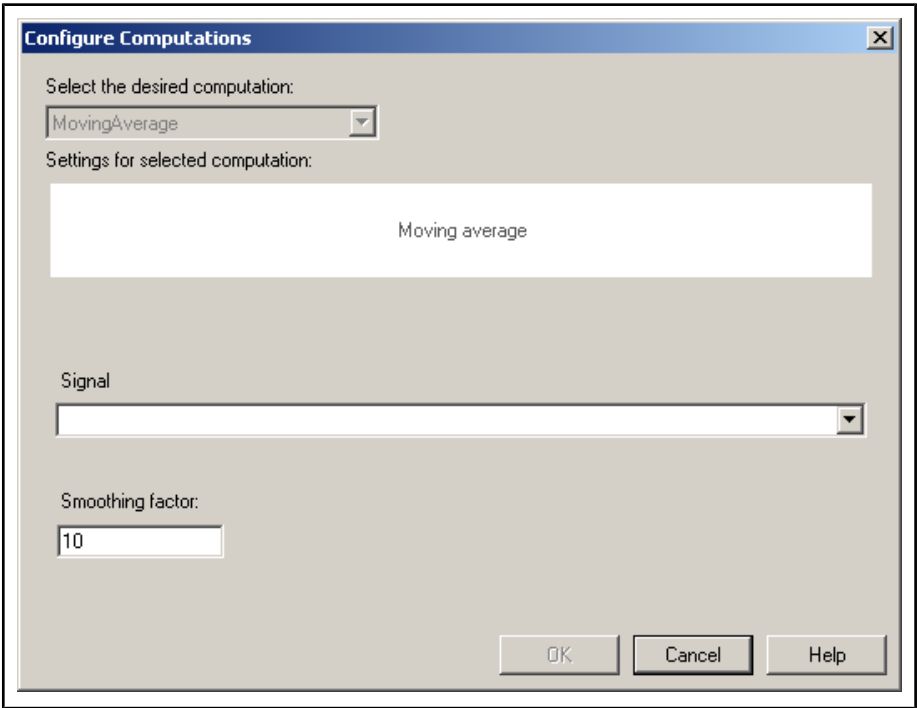 Configure Computations
Select the desired computation:
MovingAverage
Settings for selected computation:
Moving average
Signal
Smoothing factor:
10
OK Cancel Help